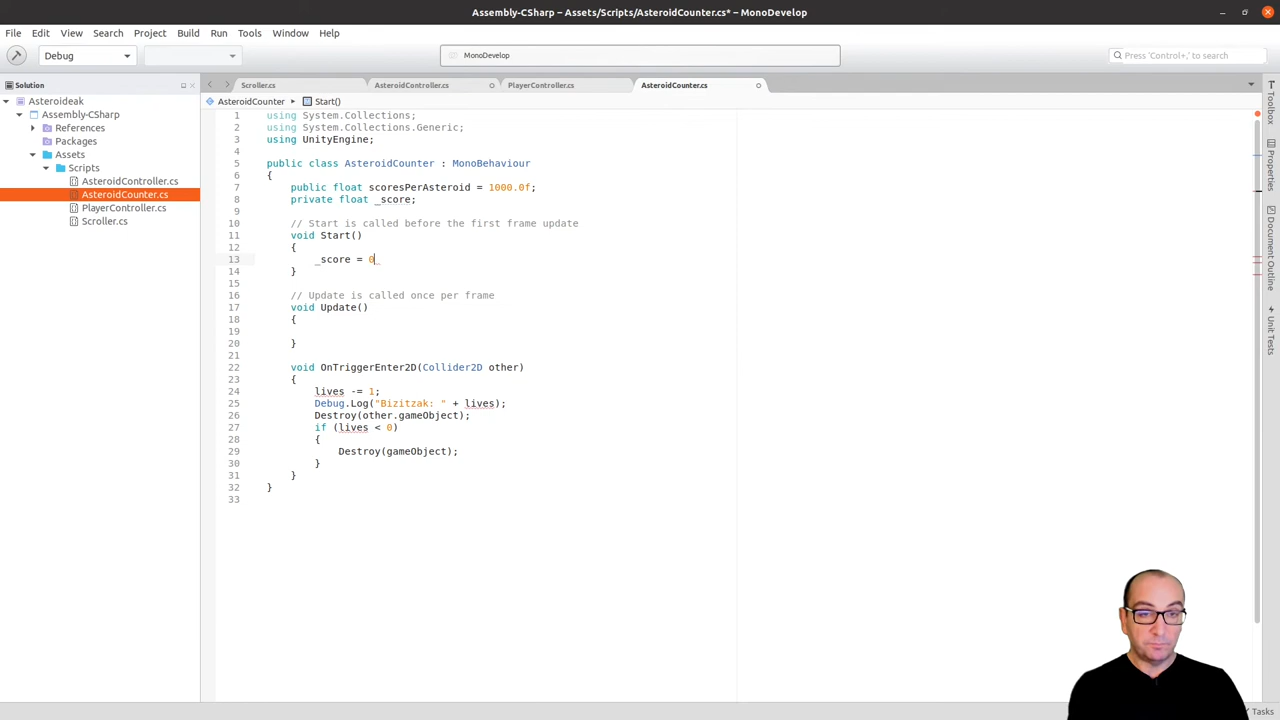 Assembly-CSharp – Assets/Scripts/AsteroidCounter.cs* – MonoDevelop
File Edit View Search Project Build Run Tools Window Help
Debug
MonoDevelop
Press 'Control+,' to search
Solution
Asteroideak
Assembly-CSharp
References
Packages
Assets
Scripts
AsteroidController.cs
AsteroidCounter.cs
PlayerController.cs
Scroller.cs
Scroller.cs AsteroidController.cs PlayerController.cs AsteroidCounter.cs
AsteroidCounter Start()
1 using System.Collections;
2 using System.Collections.Generic;
3 using UnityEngine;
4
5 public class AsteroidCounter : MonoBehaviour
6 {
7 public float scoresPerAsteroid = 1000.0f;
8 private float _score;
9
10 // Start is called before the first frame update
11 void Start()
12 {
13 _score = 0_
14 }
15
16 // Update is called once per frame
17 void Update()
18 {
19
20 }
21
22 void OnTriggerEnter2D(Collider2D other)
23 {
24 lives -= 1;
25 Debug.Log("Bizitzak: " + lives);
26 Destroy(other.gameObject);
27 if (lives < 0)
28 {
29 Destroy(gameObject);
30 }
31 }
32 }
33
Toolbox
Properties
Document Outline
Unit Tests
Tasks